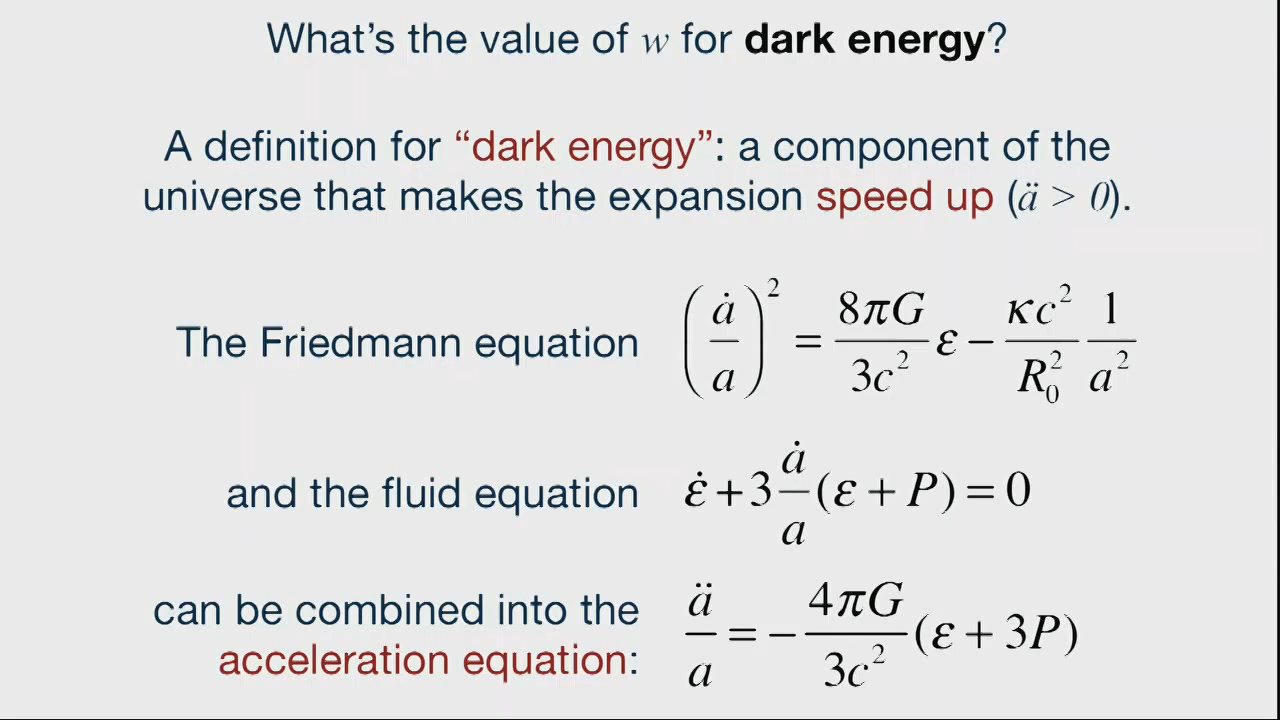 What's the value of w for dark energy?
A definition for “dark energy”: a component of the
universe that makes the expansion speed up (ä > 0).
The Friedmann equation (ȧ/a)² = 8πG/3c² ε − κc²/R₀² 1/a²
and the fluid equation ε̇ + 3 ȧ/a (ε + P) = 0
can be combined into the
acceleration equation: ä/a = − 4πG/3c² (ε + 3P)